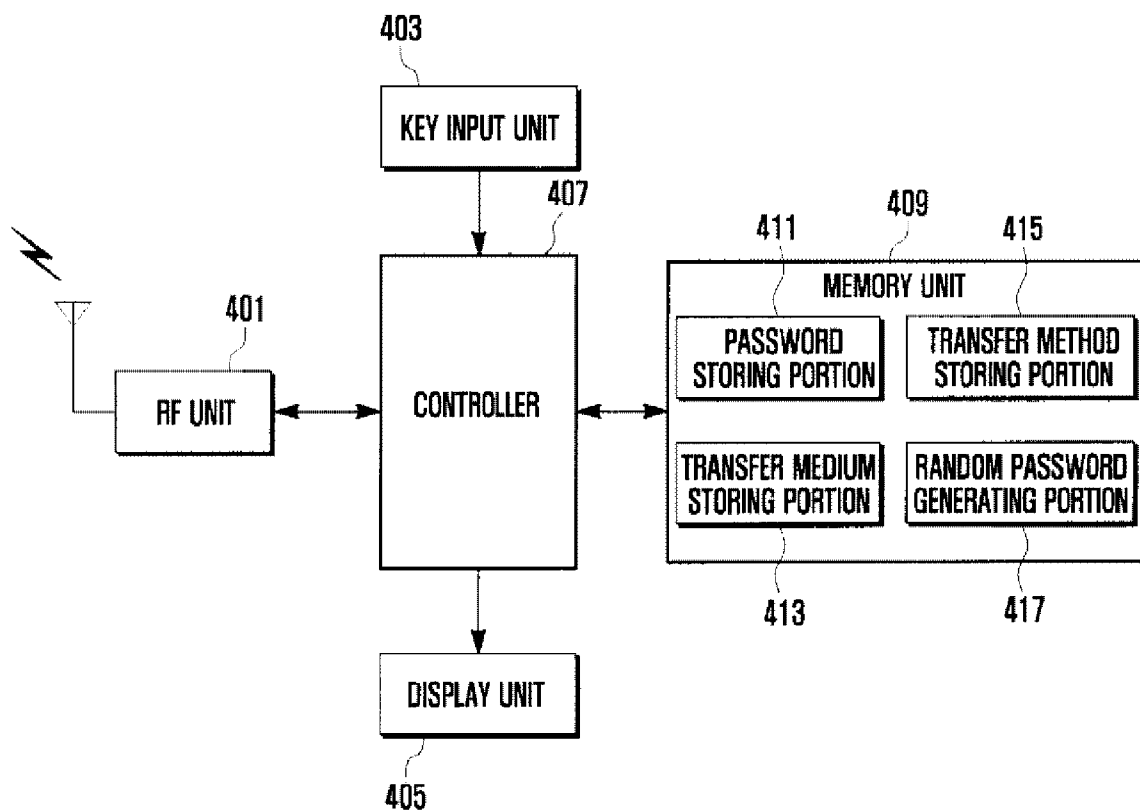 403
KEY INPUT UNIT
407
409
411
415
MEMORY UNIT
401
PASSWORD
STORING PORTION
TRANSFER METHOD
STORING PORTION
RF UNIT
CONTROLLER
TRANSFER MEDIUM
STORING PORTION
RANDOM PASSWORD
GENERATING PORTION
413
417
DISPLAY UNIT
405